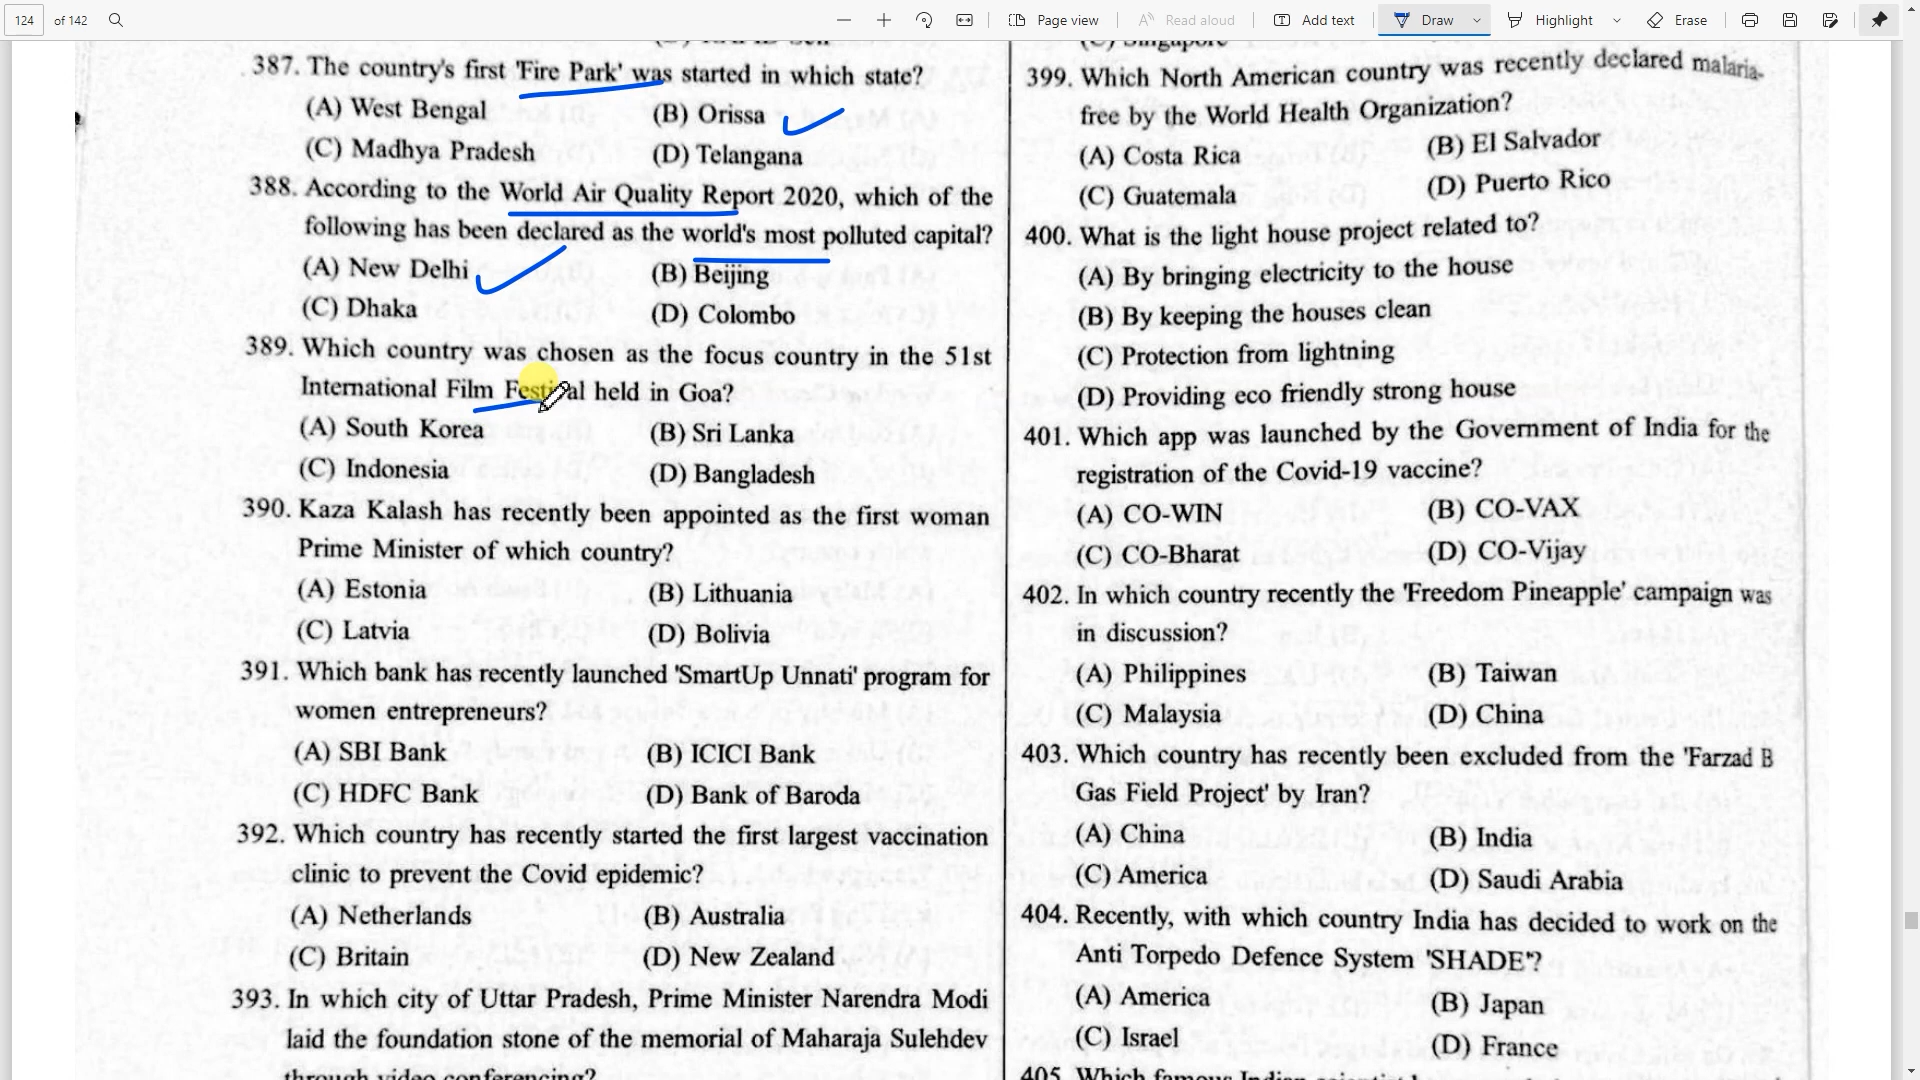 124 of 142
Page view
Read aloud
Add text
Draw
Highlight
Erase
387. The country's first 'Fire Park' was started in which state?
(A) West Bengal (B) Orissa
(C) Madhya Pradesh (D) Telangana
388. According to the World Air Quality Report 2020, which of the
following has been declared as the world's most polluted capital?
(A) New Delhi (B) Beijing
(C) Dhaka (D) Colombo
389. Which country was chosen as the focus country in the 51st
International Film Festival held in Goa?
(A) South Korea (B) Sri Lanka
(C) Indonesia (D) Bangladesh
390. Kaza Kalash has recently been appointed as the first woman
Prime Minister of which country?
(A) Estonia (B) Lithuania
(C) Latvia (D) Bolivia
391. Which bank has recently launched 'SmartUp Unnati' program for
women entrepreneurs?
(A) SBI Bank (B) ICICI Bank
(C) HDFC Bank (D) Bank of Baroda
392. Which country has recently started the first largest vaccination
clinic to prevent the Covid epidemic?
(A) Netherlands (B) Australia
(C) Britain (D) New Zealand
393. In which city of Uttar Pradesh, Prime Minister Narendra Modi
laid the foundation stone of the memorial of Maharaja Sulehdev
through video conferencing?
(C) Singapore
399. Which North American country was recently declared malaria-
free by the World Health Organization?
(A) Costa Rica (B) El Salvador
(C) Guatemala (D) Puerto Rico
400. What is the light house project related to?
(A) By bringing electricity to the house
(B) By keeping the houses clean
(C) Protection from lightning
(D) Providing eco friendly strong house
401. Which app was launched by the Government of India for the
registration of the Covid-19 vaccine?
(A) CO-WIN (B) CO-VAX
(C) CO-Bharat (D) CO-Vijay
402. In which country recently the 'Freedom Pineapple' campaign was
in discussion?
(A) Philippines (B) Taiwan
(C) Malaysia (D) China
403. Which country has recently been excluded from the 'Farzad B
Gas Field Project' by Iran?
(A) China (B) India
(C) America (D) Saudi Arabia
404. Recently, with which country India has decided to work on the
Anti Torpedo Defence System 'SHADE'?
(A) America (B) Japan
(C) Israel (D) France
405. Which famous Indian scientist